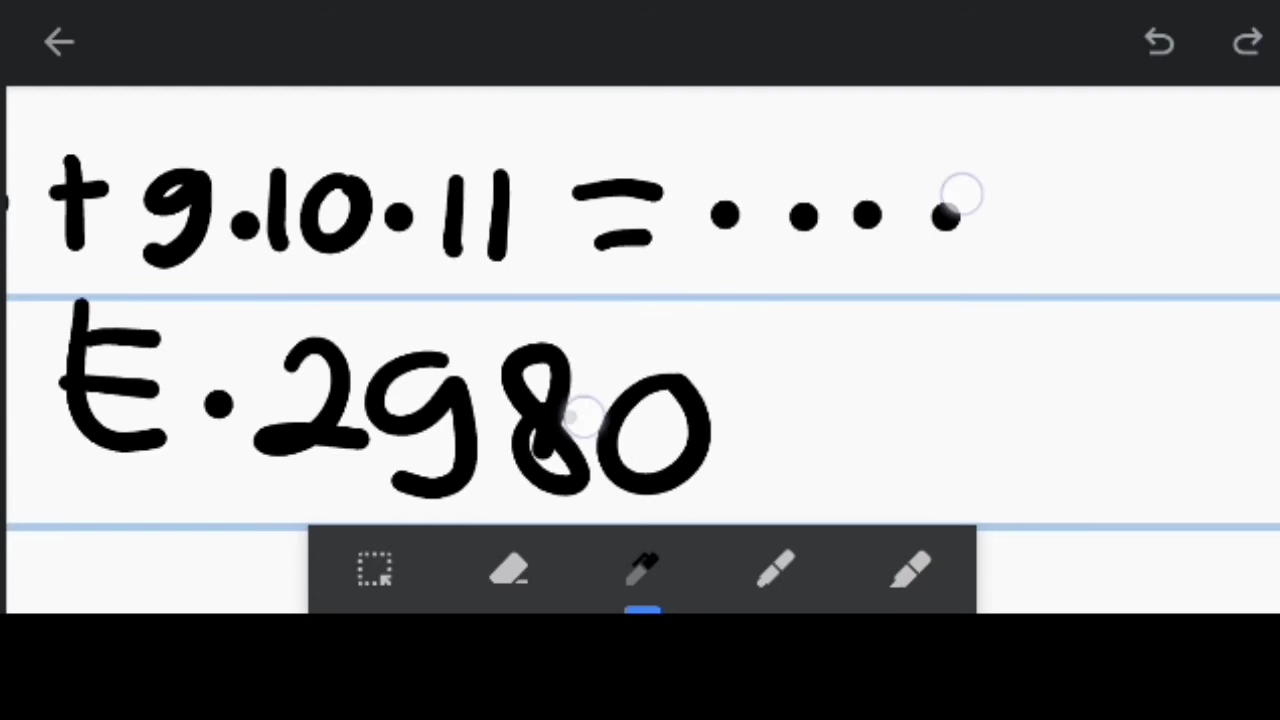 + 9.10.11 = ....
E.2980